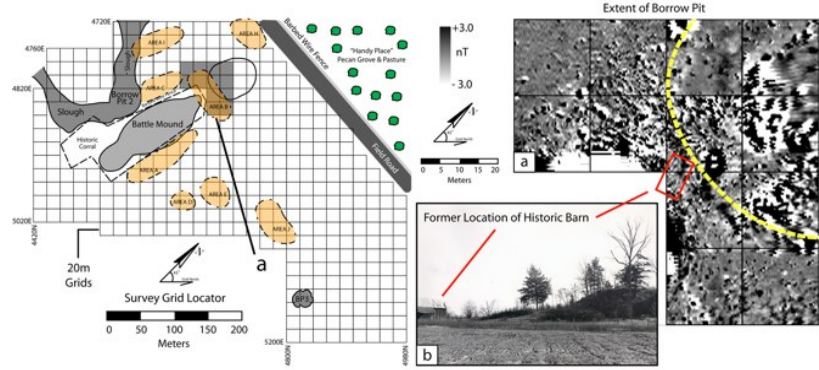 4720E
4760E
4820E
5020E
4420N
20m
Grids
AREA I
AREA H
AREA C
AREA B
AREA A
AREA D
AREA E
AREA J
Slough
Slough
Borrow
Pit 2
Battle Mound
Historic
Corral
BP3
a
Barbed Wire Fence
Field Road
"Handy Place"
Pecan Grove & Pasture
Survey Grid Locator
0 50 100 150 200
Meters
5200E
4800N
4980N
+3.0
nT
- 3.0
0 5 10 15 20
Meters
Extent of Borrow Pit
a
Former Location of Historic Barn
b